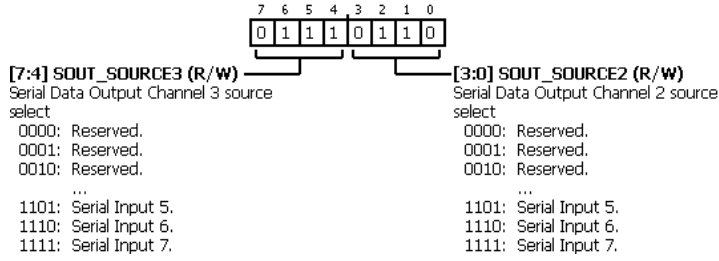 7 6 5 4 3 2 1 0
0 1 1 1 0 1 1 0
[7:4] SOUT_SOURCE3 (R/W)
Serial Data Output Channel 3 source
select
0000: Reserved.
0001: Reserved.
0010: Reserved.
...
1101: Serial Input 5.
1110: Serial Input 6.
1111: Serial Input 7.
[3:0] SOUT_SOURCE2 (R/W)
Serial Data Output Channel 2 source
select
0000: Reserved.
0001: Reserved.
0010: Reserved.
...
1101: Serial Input 5.
1110: Serial Input 6.
1111: Serial Input 7.